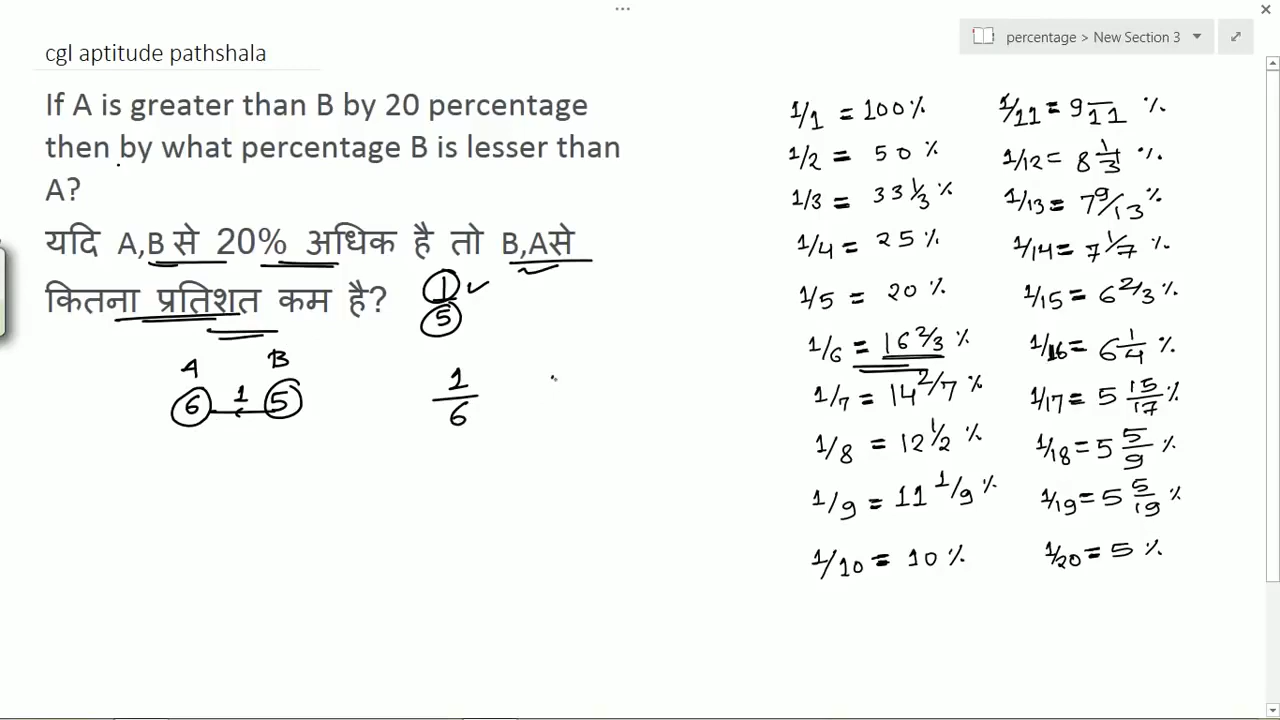 cgl aptitude pathshala
percentage > New Section 3
If A is greater than B by 20 percentage
then by what percentage B is lesser than
A?
यदि A,B से 20% अधिक है तो B,Aसे
कितना प्रतिशत कम है?
1
5
A B
6 1 5
1/6
1/1 = 100%
1/2 = 50%
1/3 = 33 1/3 %
1/4 = 25%
1/5 = 20%
1/6 = 16 2/3 %
1/7 = 14 2/7 %
1/8 = 12 1/2 %
1/9 = 11 1/9 %
1/10 = 10%
1/11 = 9 /11 %
1/12 = 8 1/3 %
1/13 = 7 9/13 %
1/14 = 7 1/7 %
1/15 = 6 2/3 %
1/16 = 6 1/4 %
1/17 = 5 15/17 %
1/18 = 5 5/9 %
1/19 = 5 5/19 %
1/20 = 5%